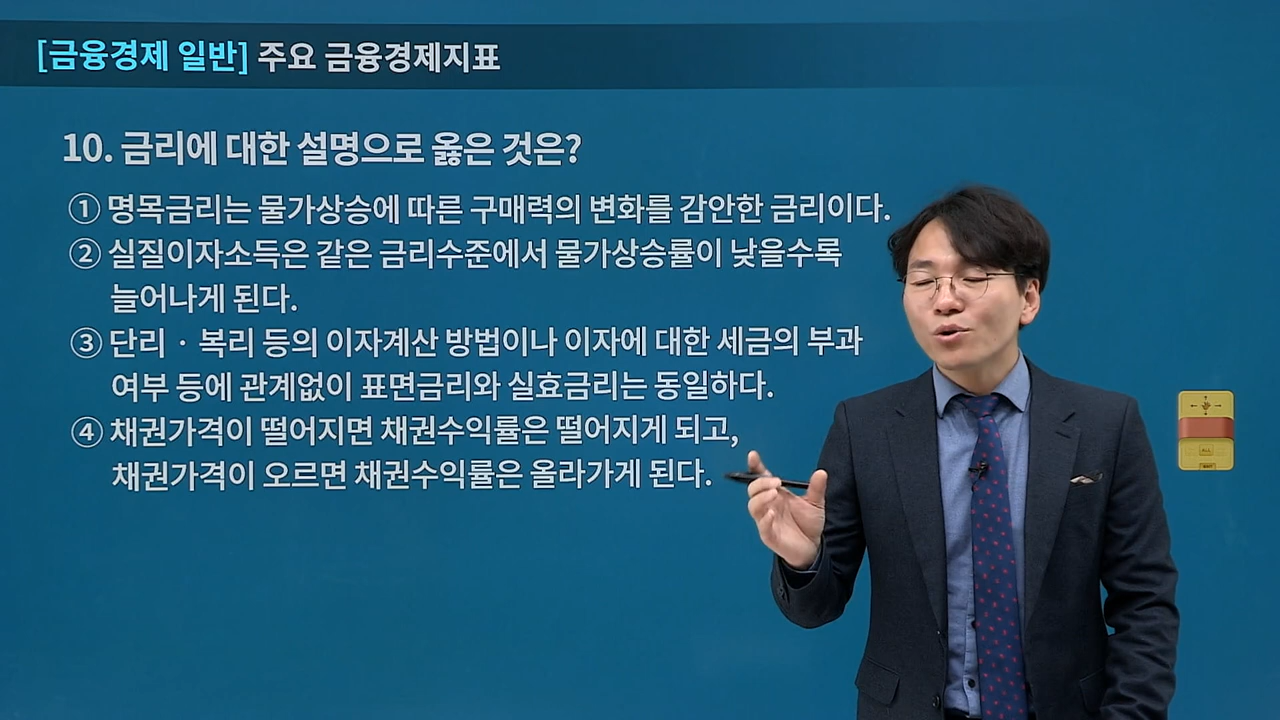 [금융경제 일반] 주요 금융경제지표
10. 금리에 대한 설명으로 옳은 것은?
① 명목금리는 물가상승에 따른 구매력의 변화를 감안한 금리이다.
② 실질이자소득은 같은 금리수준에서 물가상승률이 낮을수록
늘어나게 된다.
③ 단리 · 복리 등의 이자계산 방법이나 이자에 대한 세금의 부과
여부 등에 관계없이 표면금리와 실효금리는 동일하다.
④ 채권가격이 떨어지면 채권수익률은 떨어지게 되고,
채권가격이 오르면 채권수익률은 올라가게 된다.
ALL